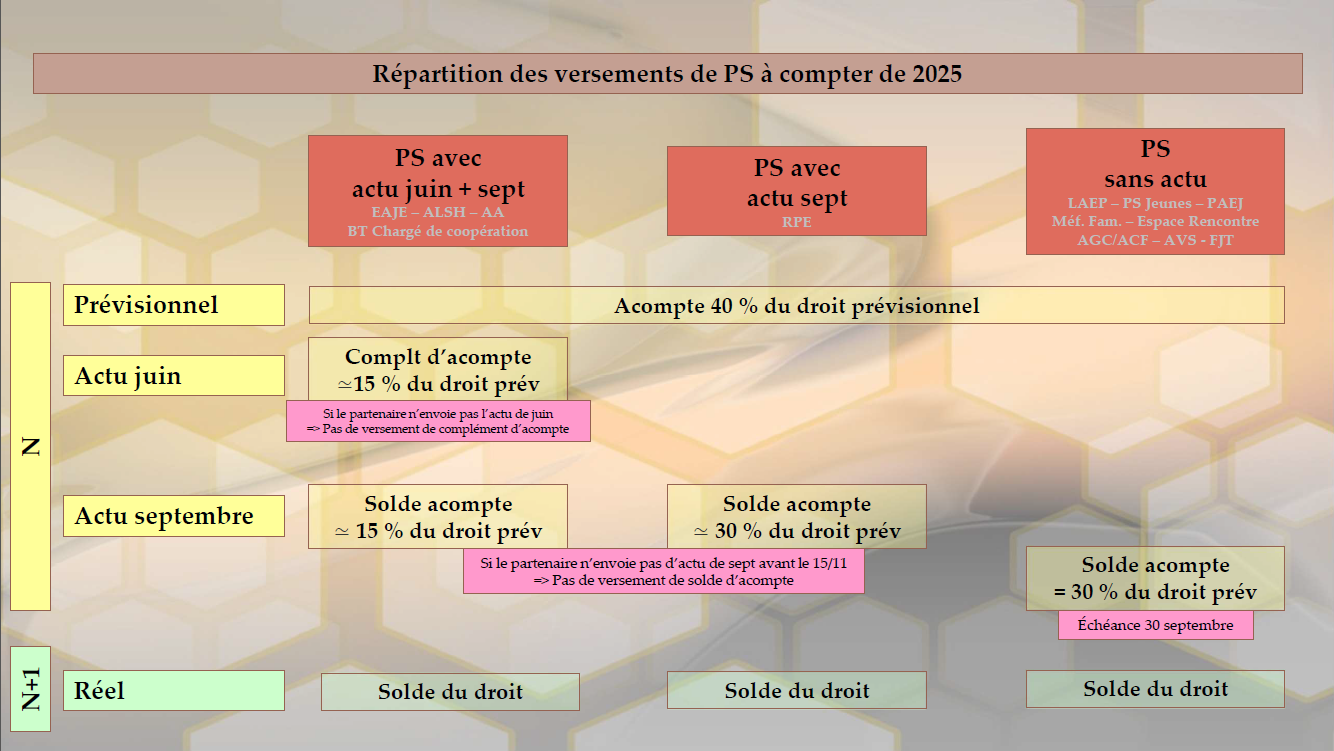 Répartition des versements de PS à compter de 2025
PS avec
actu juin + sept
EAJE – ALSH – AA
BT Chargé de coopération
PS avec
actu sept
RPE
PS
sans actu
LAEP – PS Jeunes – PAEJ
Méf. Fam. – Espace Rencontre
AGC/ACF – AVS - FJT
N
Prévisionnel
Acompte 40 % du droit prévisionnel
Actu juin
Complt d’acompte
≃15 % du droit prév
Si le partenaire n’envoie pas l’actu de juin
=> Pas de versement de complément d’acompte
Actu septembre
Solde acompte
≃ 15 % du droit prév
Solde acompte
≃ 30 % du droit prév
Si le partenaire n’envoie pas d’actu de sept avant le 15/11
=> Pas de versement de solde d’acompte
Solde acompte
= 30 % du droit prév
Échéance 30 septembre
N+1
Réel
Solde du droit
Solde du droit
Solde du droit